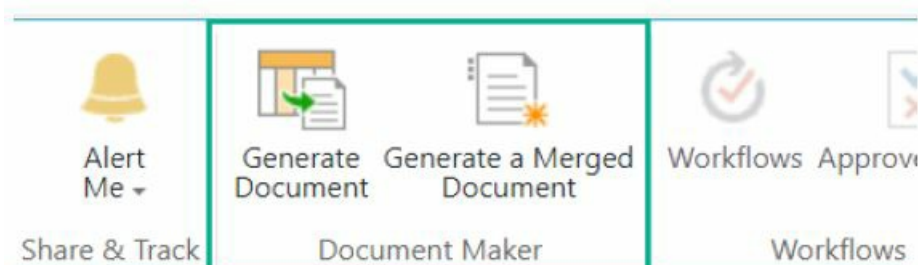 Alert
Me
Generate
Document
Generate a Merged
Document
Workflows
Share & Track
Document Maker
Workflows